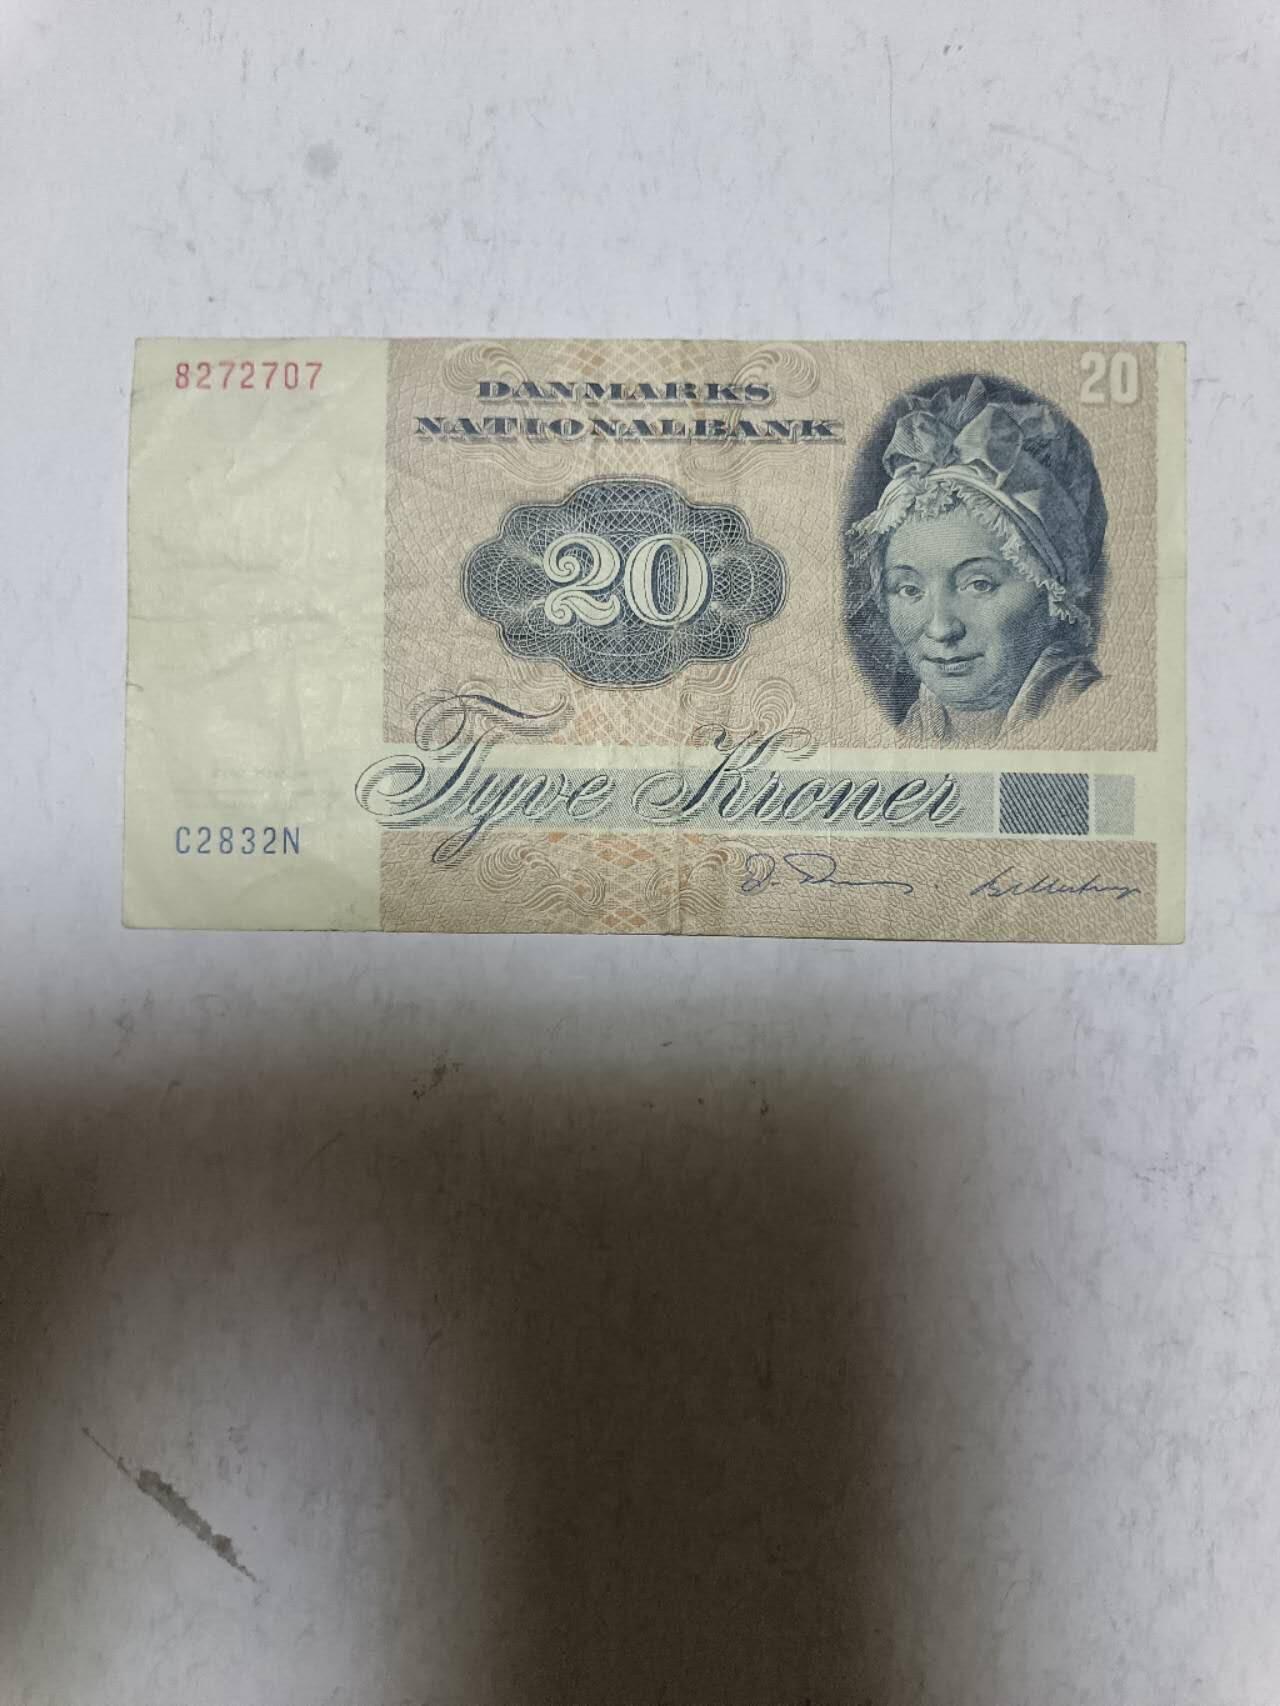 8272707
20
DANMARKS
NATIONALBANK
20
Tyve Kroner
C2832N